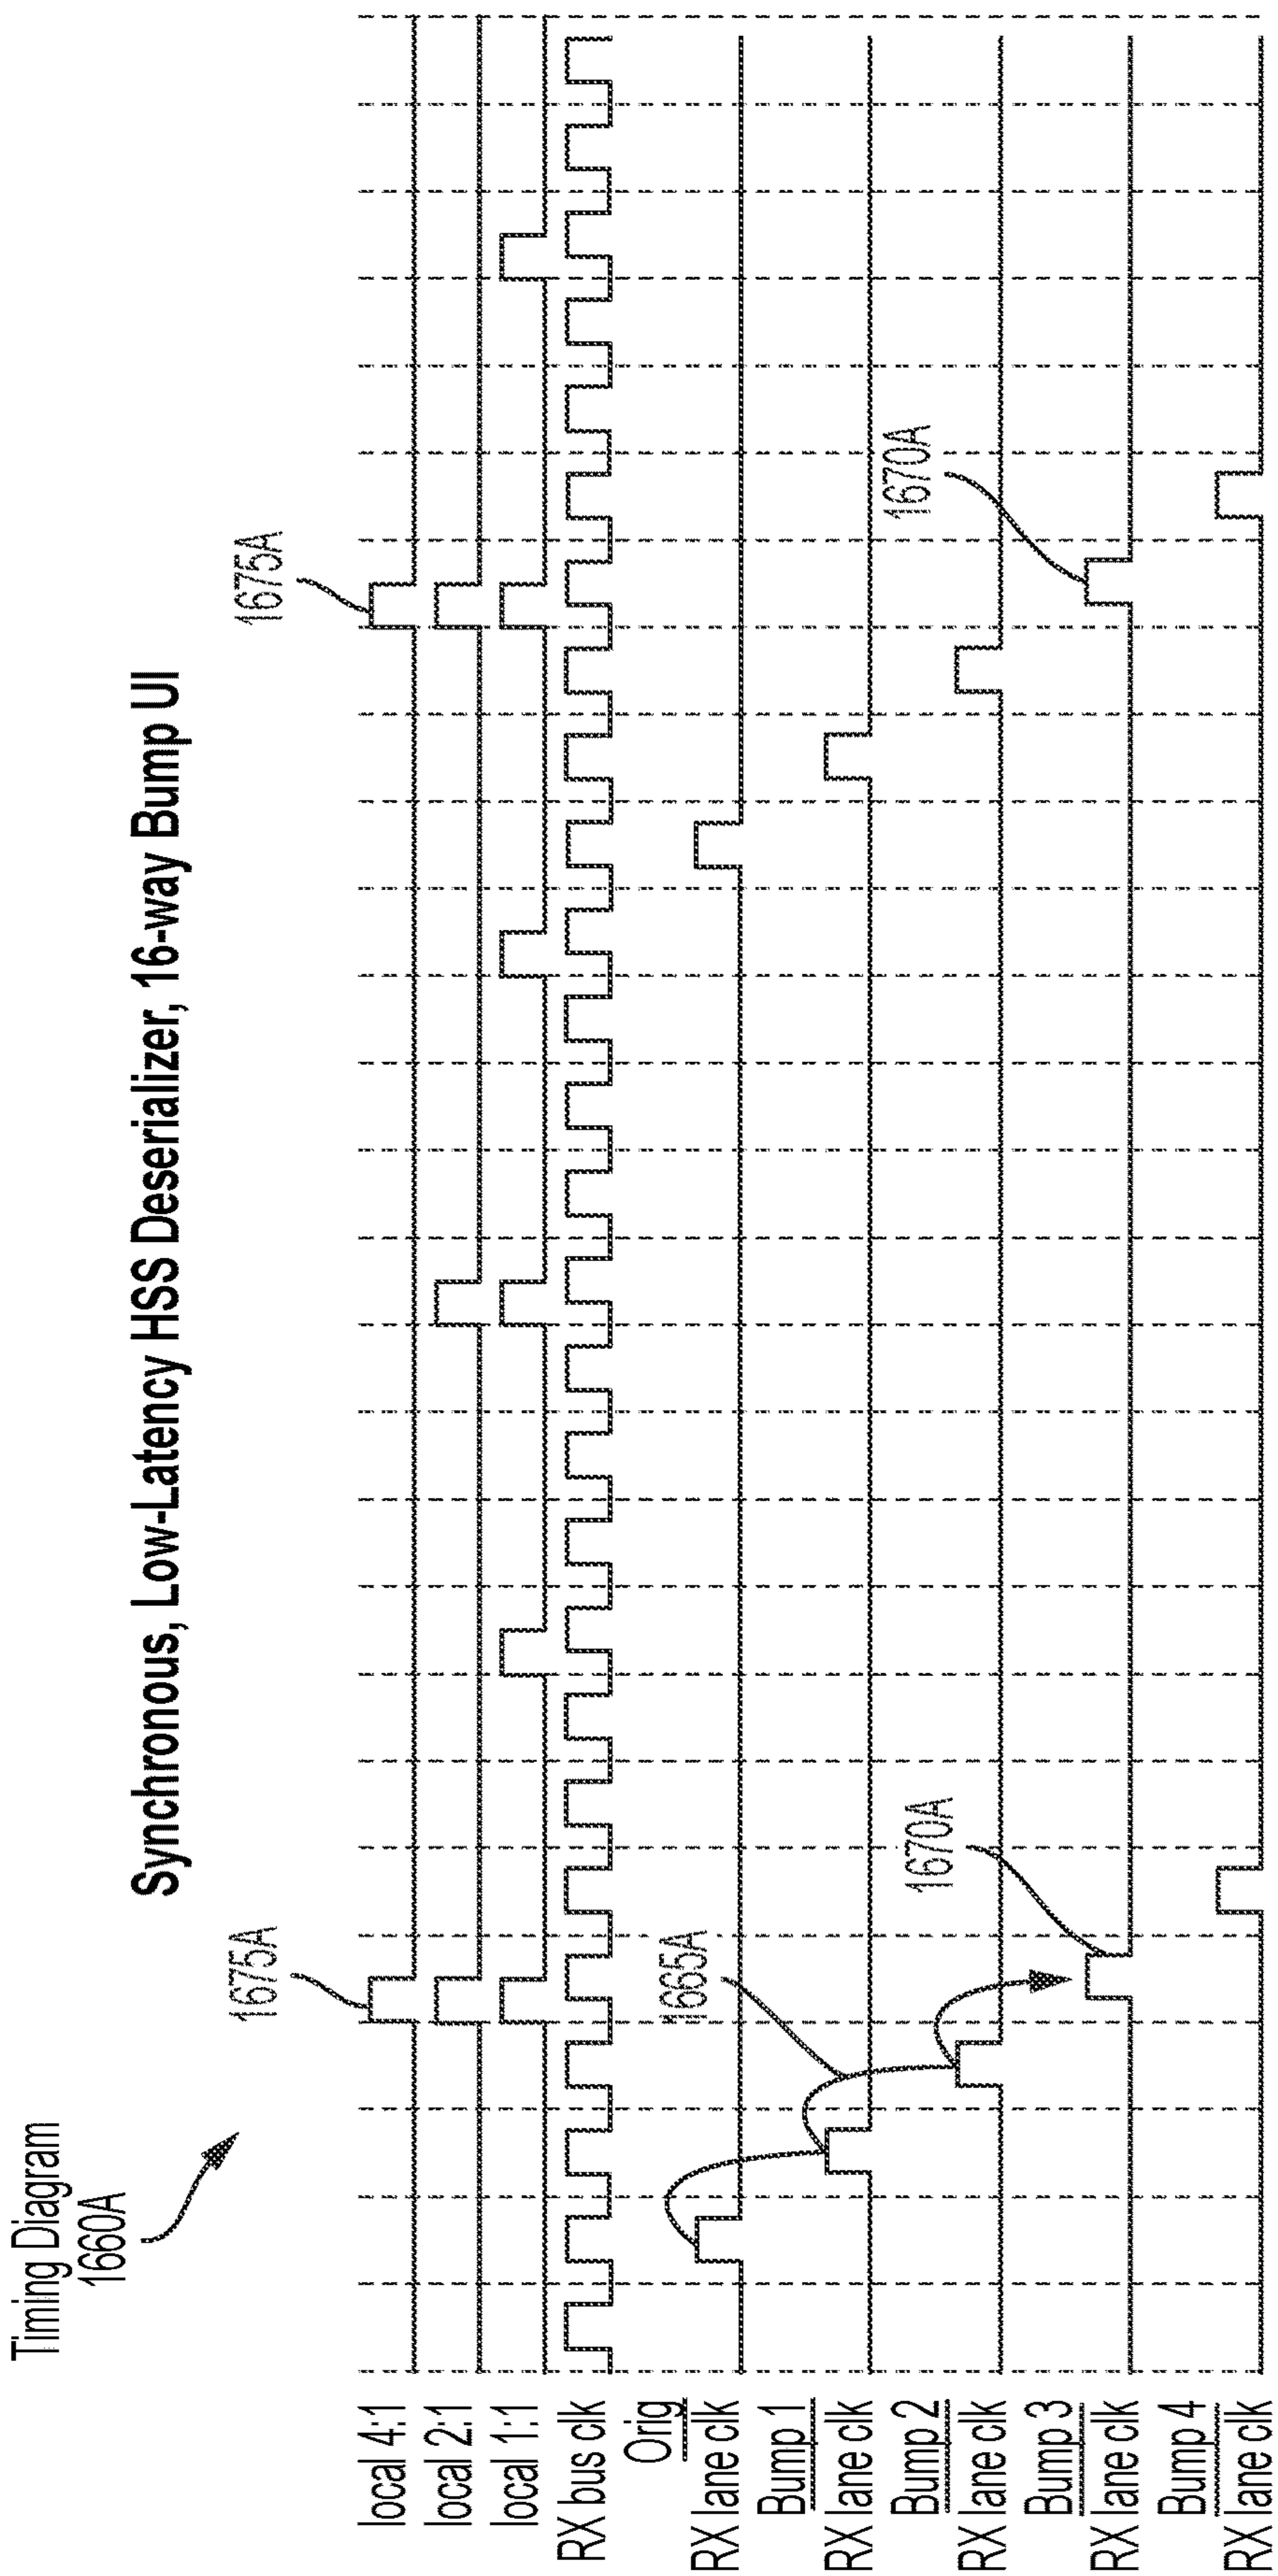 Timing Diagram
1660A
Synchronous, Low-Latency HSS Deserializer, 16-way Bump UI
1675A
1675A
local 4:1
local 2:1
local 1:1
RX bus clk
Orig
RX lane clk
1665A
Bump 1
RX lane clk
Bump 2
RX lane clk
1670A
1670A
Bump 3
RX lane clk
Bump 4
RX lane clk